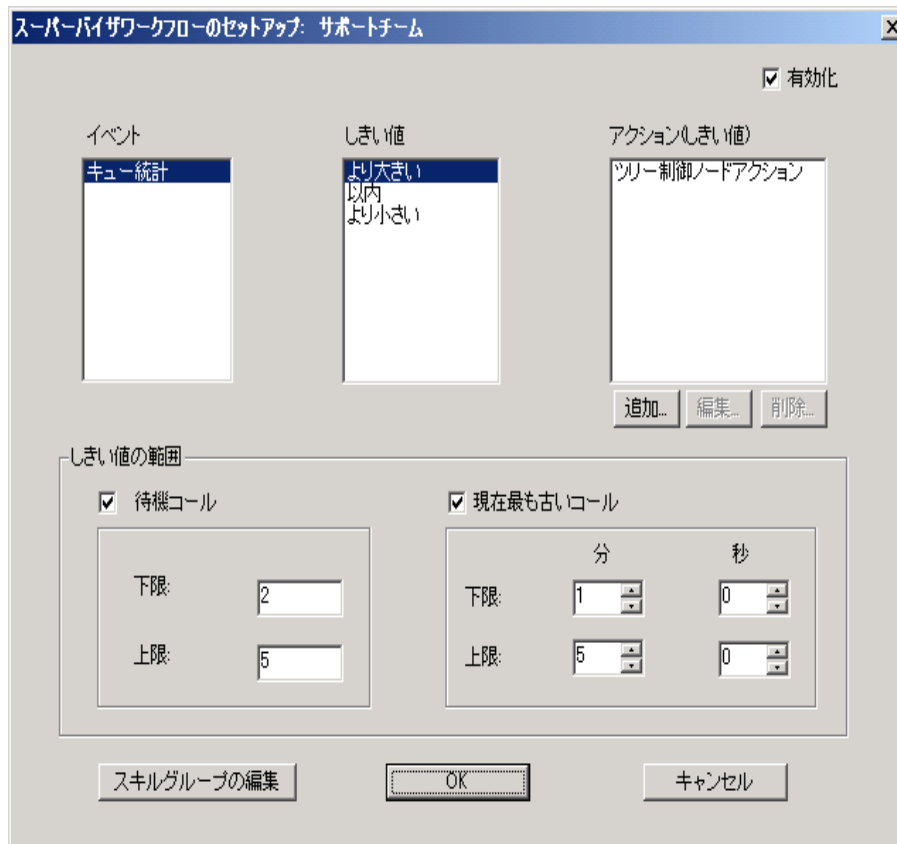 スーパーバイザワークフローのセットアップ: サポートチーム
有効化
イベント
しきい値
アクション(しきい値)
キュー統計
より大きい
以内
より小さい
ツリー制御ノードアクション
追加...
編集...
削除...
しきい値の範囲
待機コール
現在最も古いコール
分
秒
下限:
2
下限:
1
0
上限:
5
上限:
5
0
スキルグループの編集
OK
キャンセル